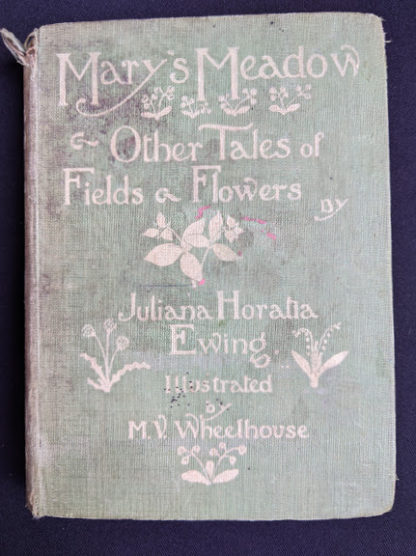 Mary's Meadow
& Other Tales of
Fields & Flowers
By
Juliana Horatia
Ewing
Illustrated
by
M.V. Wheelhouse